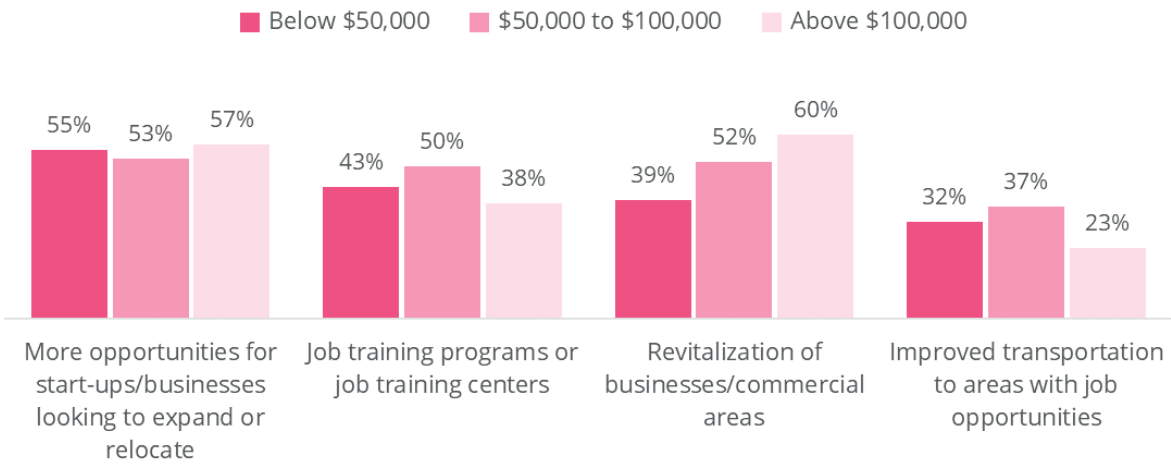 Below $50,000 $50,000 to $100,000 Above $100,000
55% 53% 57%
43% 50% 38%
39% 52% 60%
32% 37% 23%
More opportunities for
start-ups/businesses
looking to expand or
relocate
Job training programs or
job training centers
Revitalization of
businesses/commercial
areas
Improved transportation
to areas with job
opportunities